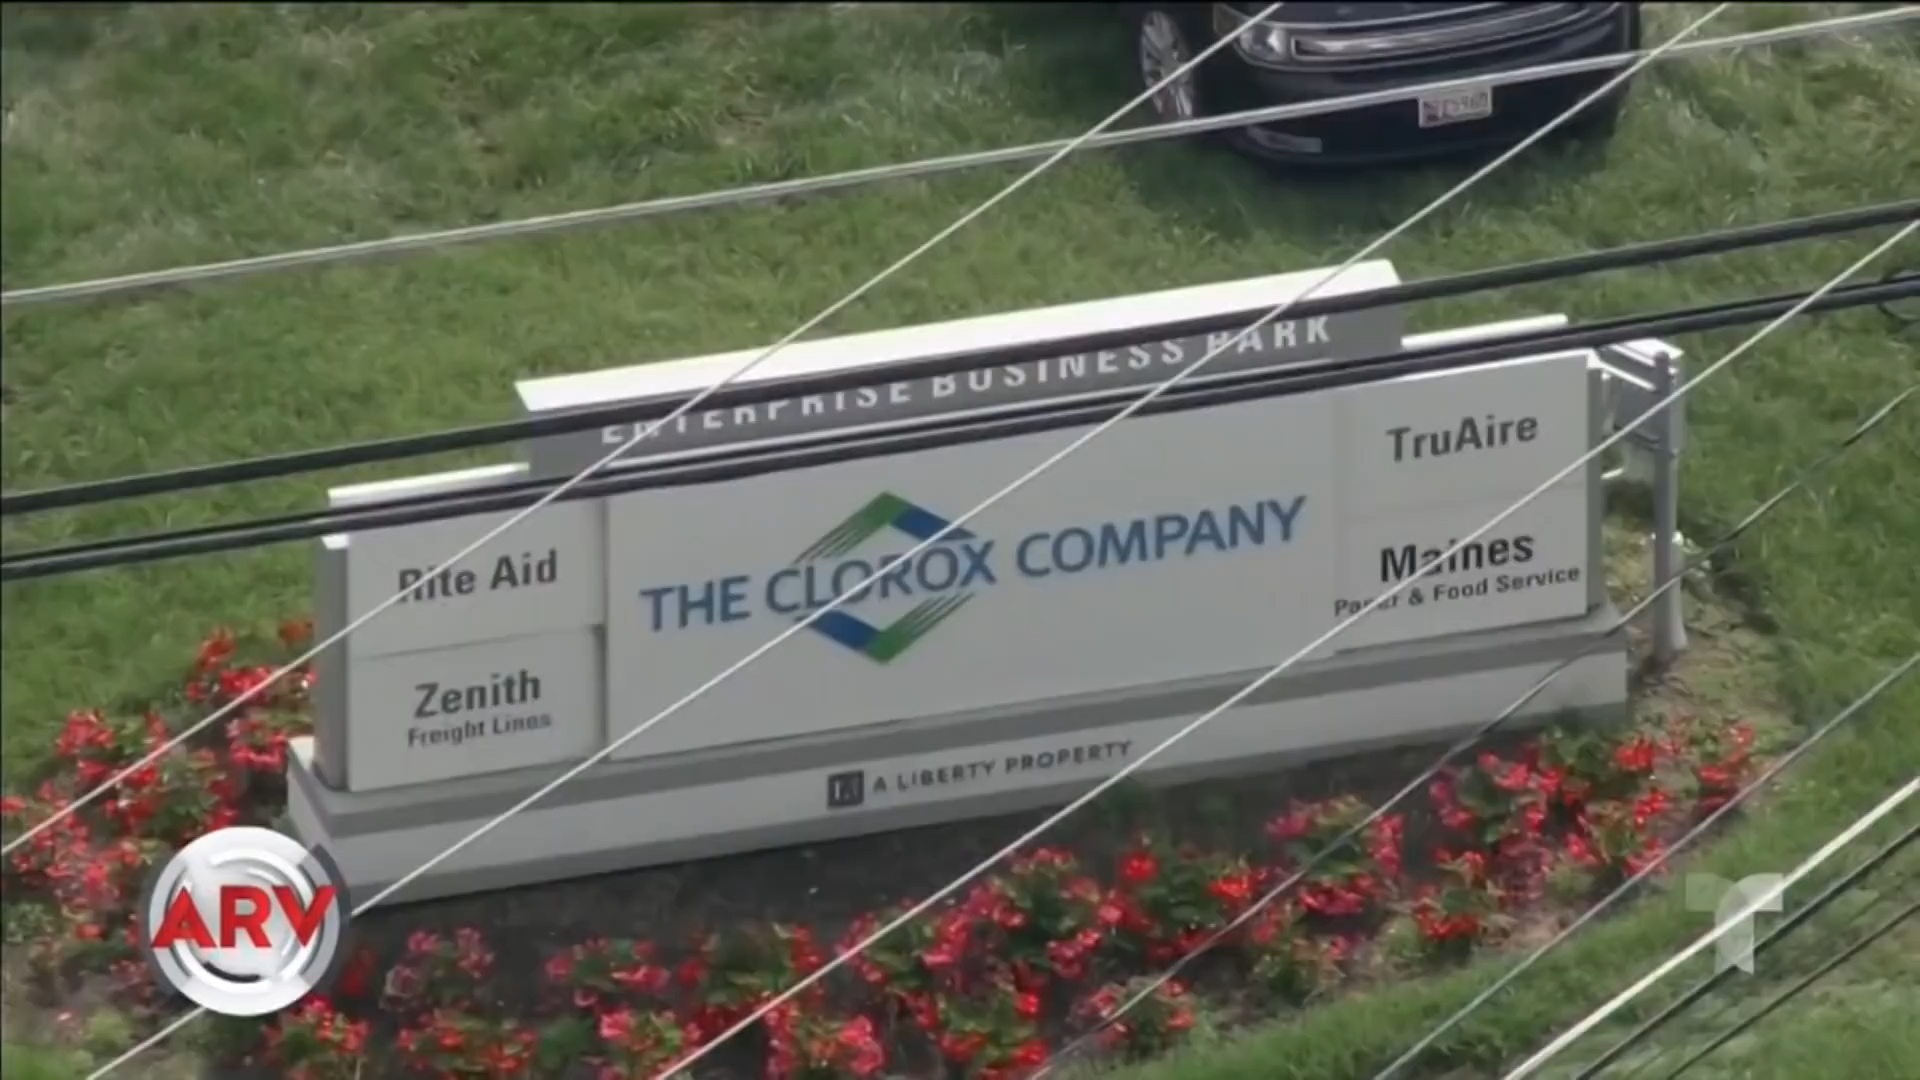 ENTERPRISE BUSINESS PARK
Rite Aid
Zenith
Freight Lines
THE CLOROX COMPANY
TruAire
Maines
Paper & Food Service
A LIBERTY PROPERTY
ARV